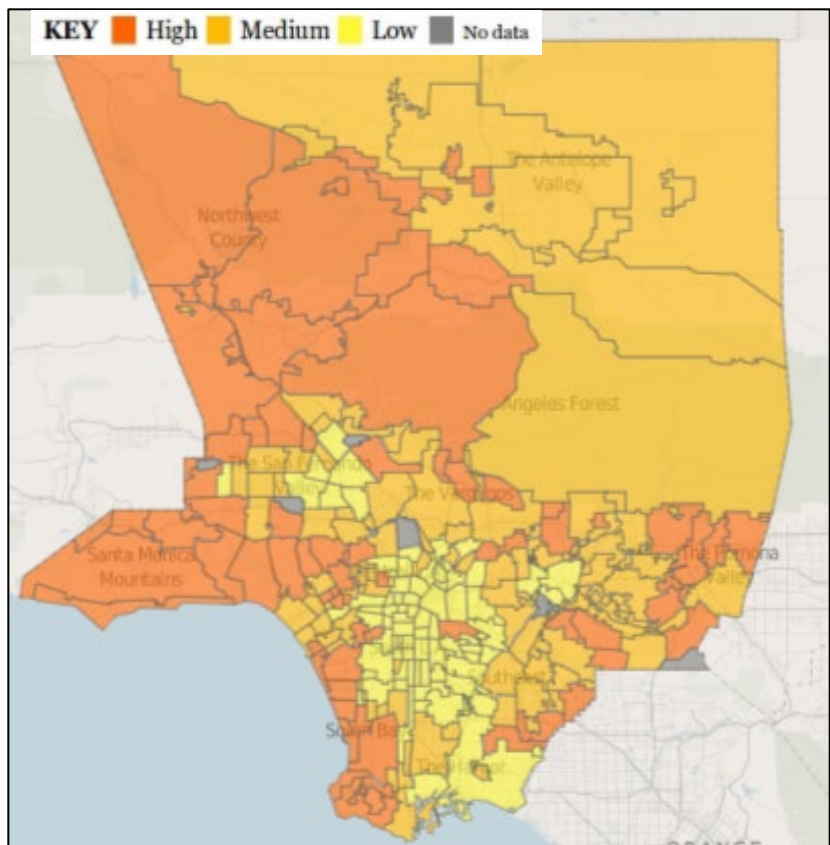 KEY High Medium Low No data
The Antelope
Valley
Northwest
County
Angeles Forest
The San Fernando
Valley
The Verdugos
Santa Monica
Mountains
The Pomona
Valley
Southeast
South Bay
The Harbor
ORANGE